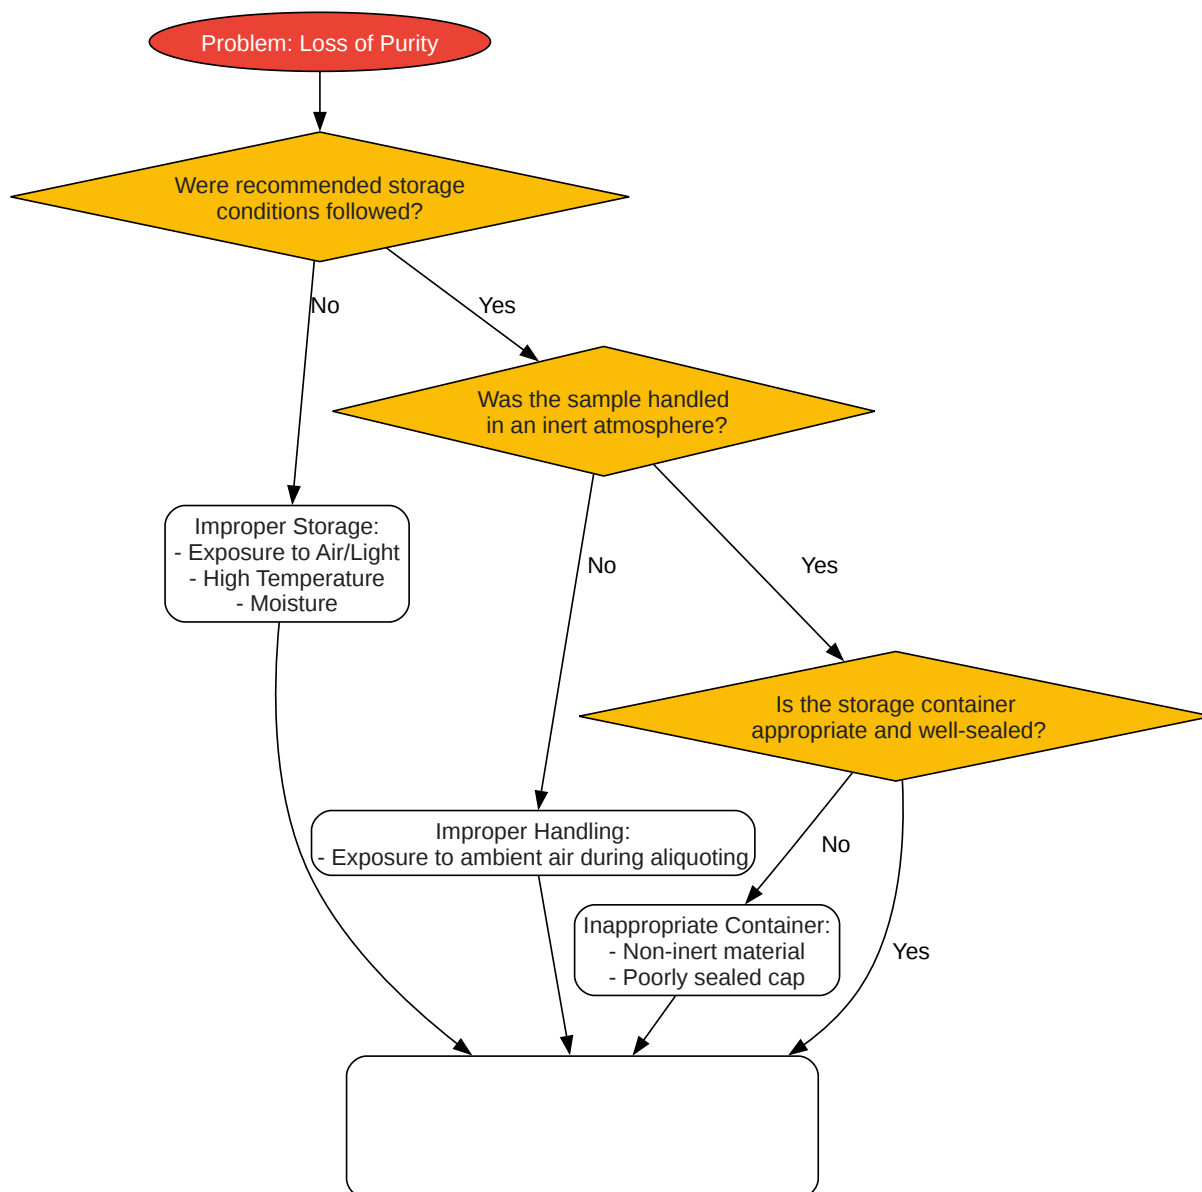 Problem: Loss of Purity
Were recommended storage
conditions followed?
No
Yes
Was the sample handled
in an inert atmosphere?
Improper Storage:
- Exposure to Air/Light
- High Temperature
- Moisture
No
Yes
Is the storage container
appropriate and well-sealed?
Improper Handling:
- Exposure to ambient air during aliquoting
No
Inappropriate Container:
- Non-inert material
- Poorly sealed cap
Yes